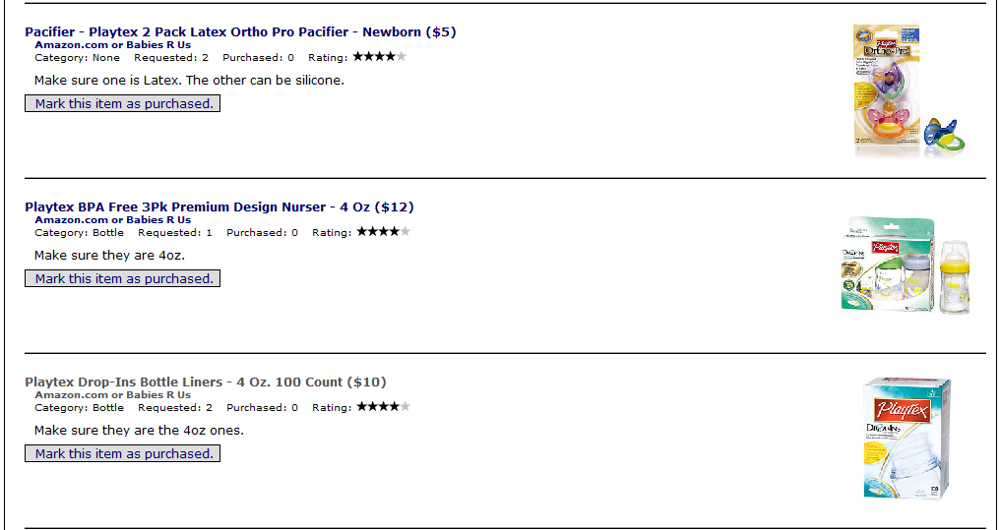 Pacifier - Playtex 2 Pack Latex Ortho Pro Pacifier - Newborn ($5)
Amazon.com or Babies R Us
Category: None Requested: 2 Purchased: 0 Rating: ★★★★★
Make sure one is Latex. The other can be silicone.
Mark this item as purchased.
Ortho-Pro
Playtex BPA Free 3Pk Premium Design Nurser - 4 Oz ($12)
Amazon.com or Babies R Us
Category: Bottle Requested: 1 Purchased: 0 Rating: ★★★★★
Make sure they are 4oz.
Mark this item as purchased.
Playtex
Playtex Drop-Ins Bottle Liners - 4 Oz. 100 Count ($10)
Amazon.com or Babies R Us
Category: Bottle Requested: 2 Purchased: 0 Rating: ★★★★★
Make sure they are the 4oz ones.
Mark this item as purchased.
Playtex
Drop-Ins
100